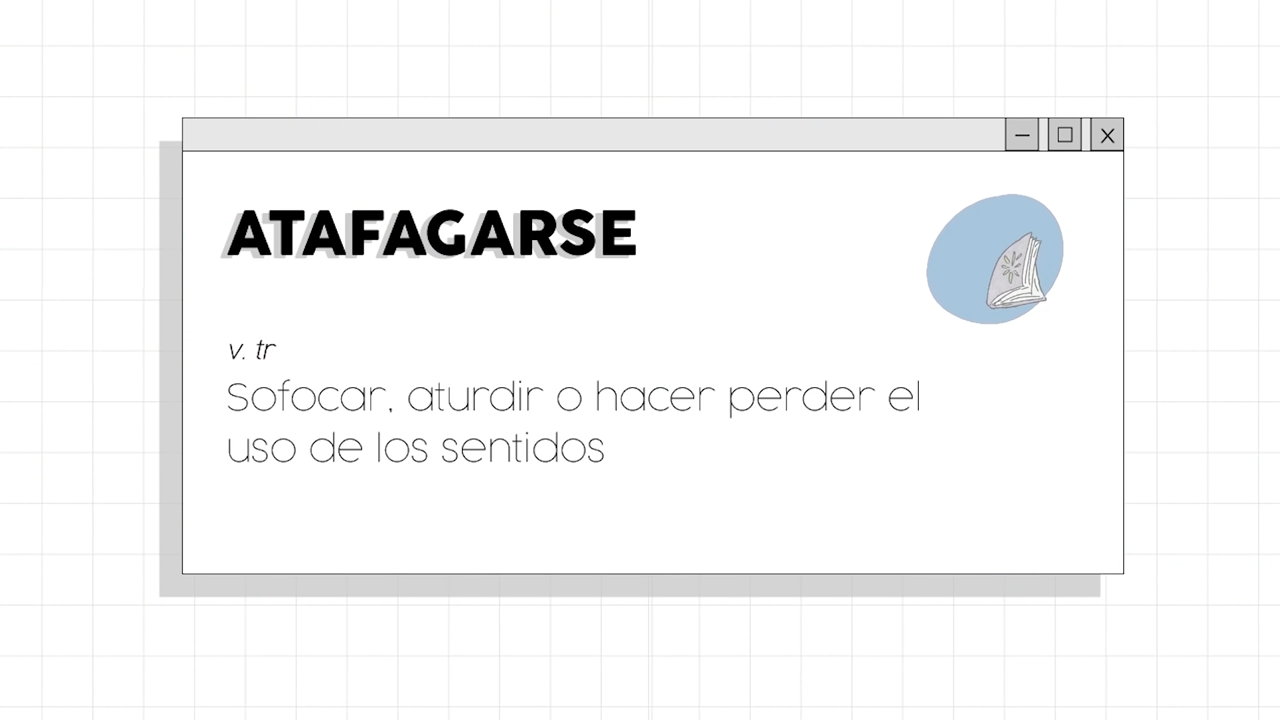 ATAFAGARSE
v. tr
Sofocar, aturdir o hacer perder el
uso de los sentidos